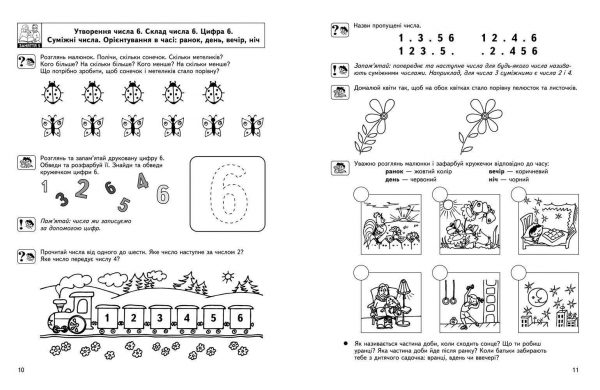 Утворення числа 6. Склад числа 6. Цифра 6.
Суміжні числа. Орієнтування в часі: ранок, день, вечір, ніч
ЗАНЯТТЯ 5
Розглянь малюнок. Полічи, скільки сонечок. Скільки метеликів?
Кого більше? На скільки більше? Кого менше? На скільки менше?
Що потрібно зробити, щоб сонечок і метеликів стало порівну?
Розглянь та запам'ятай друковану цифру 6.
Обведи та розфарбуй її. Знайди та обведи
кружечком цифри 6.
1 3 2 6 4 5 6
6
Пам'ятай: числа ми записуємо
за допомогою цифр.
Прочитай числа від одного до шести. Яке число наступне за числом 2?
Яке число передує числу 4?
1 2 3 4 5 6
10
Назви пропущені числа.
1 . 3 . 5 6 1 2 . 4 . 6
1 2 3 . 5 . . 2 . 4 5 6
Запам'ятай: попереднє та наступне числа для будь-якого числа назива-
ють суміжними числами. Наприклад, для числа 3 суміжними є числа 2 і 4.
Домалюй квіти так, щоб на обох квітках стало порівну пелюсток та листочків.
Уважно розглянь малюнки і зафарбуй кружечки відповідно до часу:
ранок — жовтий колір вечір — коричневий
день — червоний ніч — чорний
Як називається частина доби, коли сходить сонце? Що ти робиш
уранці? Яка частина доби йде після ранку? Коли батьки забирають
тебе з дитячого садочка: вранці, вдень чи ввечері?
11